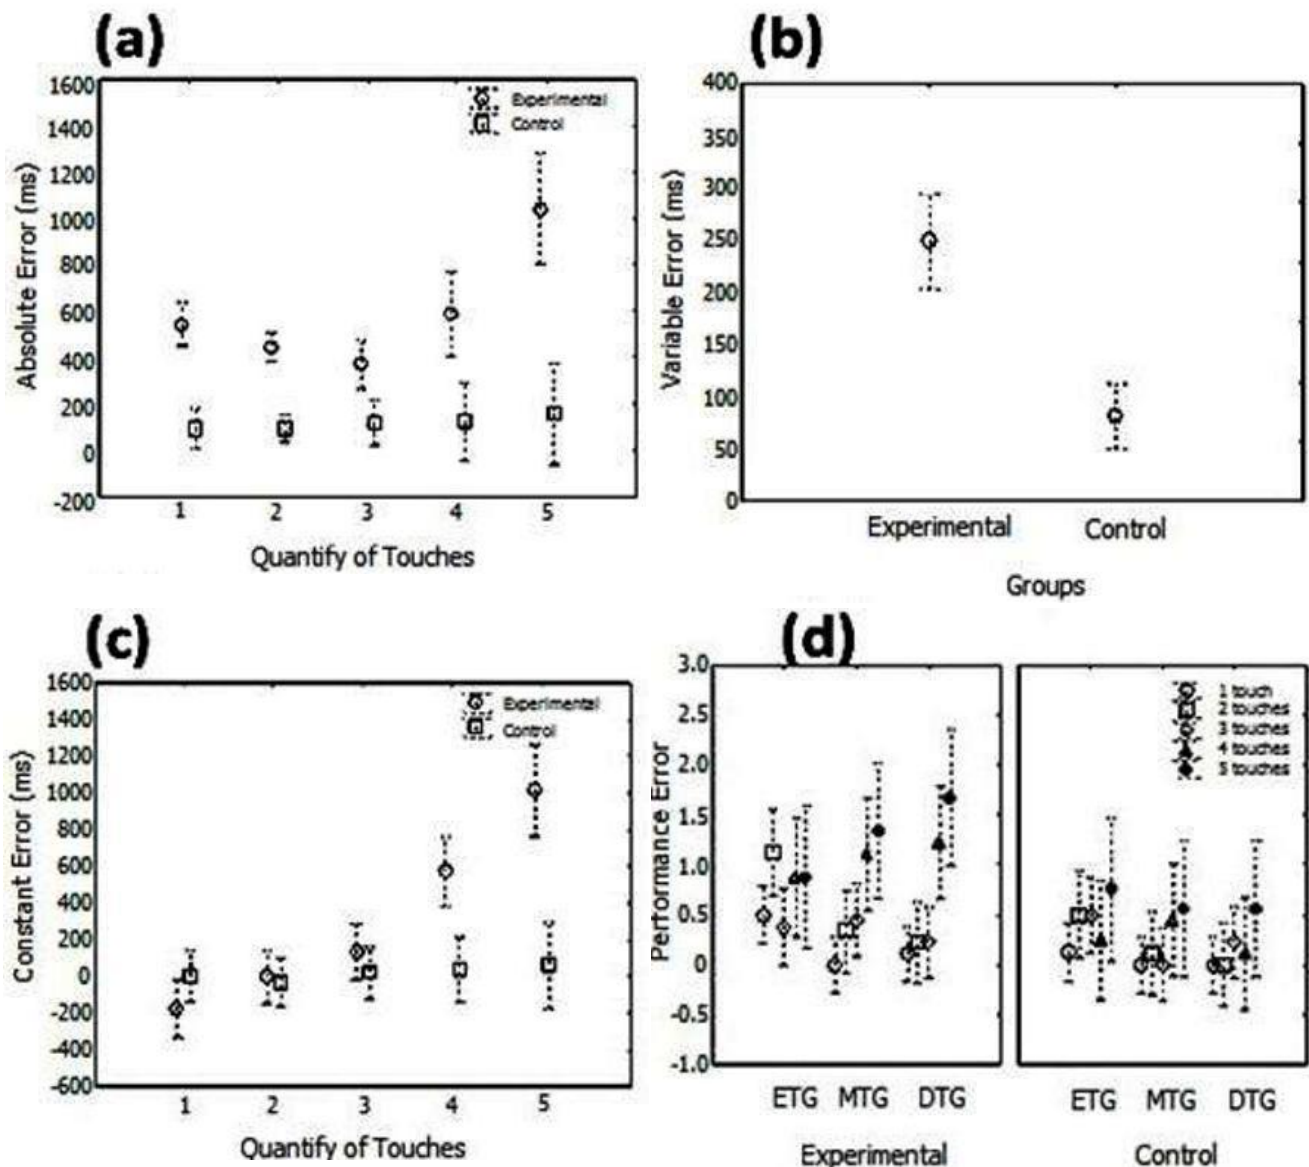 (a)
1600
1400
1200
1000
800
600
400
200
0
-200
Absolute Error (ms)
Experimental
Control
1 2 3 4 5
Quantify of Touches
(b)
400
350
300
250
200
150
100
50
0
Variable Error (ms)
Experimental Control
Groups
(c)
1600
1400
1200
1000
800
600
400
200
0
-200
-400
-600
Constant Error (ms)
Experimental
Control
1 2 3 4 5
Quantify of Touches
(d)
3.0
2.5
2.0
1.5
1.0
0.5
0
-0.5
-1.0
Performance Error
1 touch
2 touches
3 touches
4 touches
5 touches
ETG MTG DTG ETG MTG DTG
Experimental Control